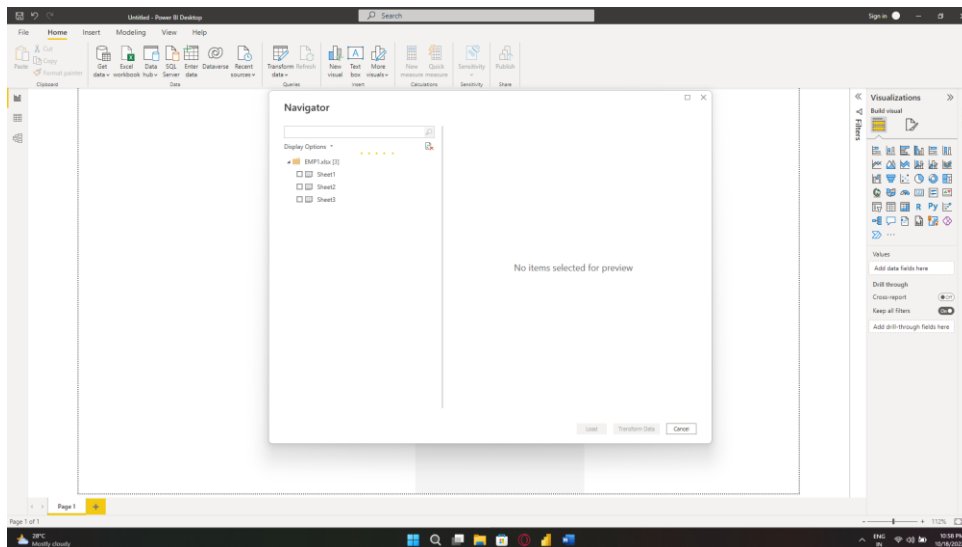 Untitled - Power BI Desktop
Search
Sign in
File Home Insert Modeling View Help
Paste
Cut
Copy
Format painter
Get data
Excel workbook
Data hub
SQL Server
Enter data
Dataverse
Recent sources
Transform data
Refresh
New visual
Text box
More visuals
New measure
Quick measure
Sensitivity
Publish
Clipboard
Data
Queries
Insert
Calculations
Sensitivity
Share
Navigator
Display Options
EMP1.xlsx [3]
Sheet1
Sheet2
Sheet3
No items selected for preview
Load
Transform Data
Cancel
Filters
Visualizations
Build visual
R Py
Values
Add data fields here
Drill through
Cross-report
Off
Keep all filters
On
Add drill-through fields here
Page 1
Page 1 of 1
112%
28°C
Mostly cloudy
ENG
IN